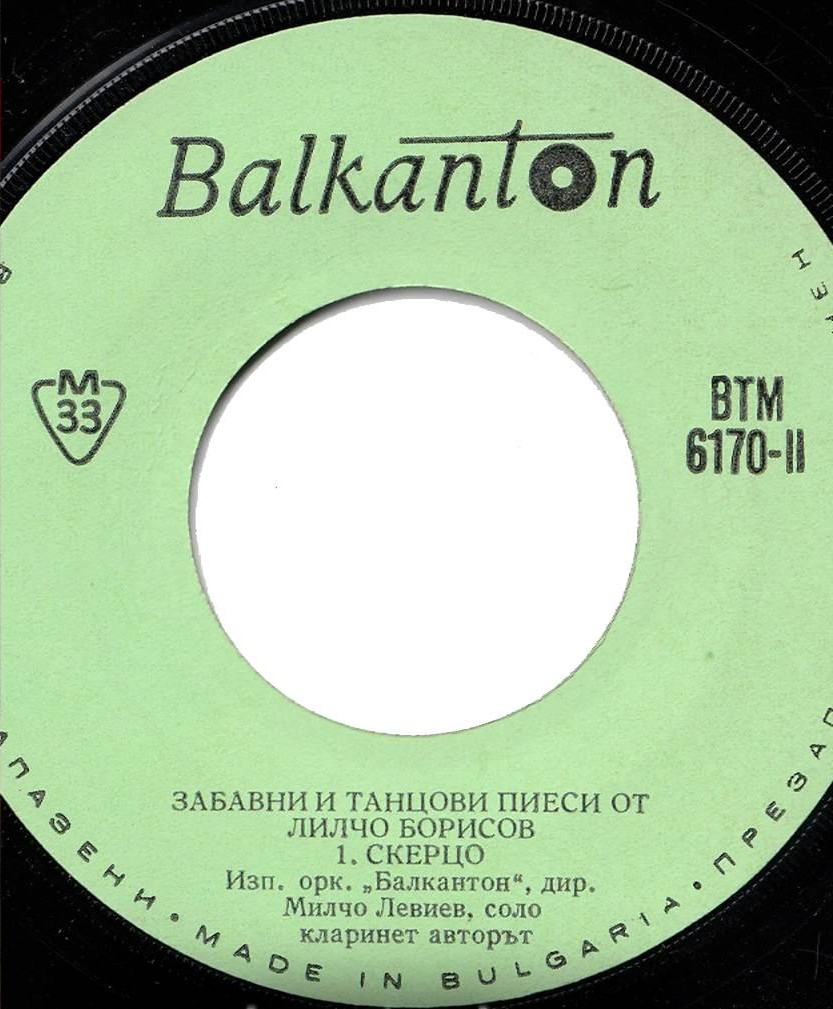 Balkanton
M
33
ВТМ
6170-II
ЗАБАВНИ И ТАНЦОВИ ПИЕСИ ОТ
ЛИЛЧО БОРИСОВ
1. СКЕРЦО
Изп. орк. „Балкантон“, дир.
Милчо Левиев, соло
кларинет авторът
MADE IN BULGARIA